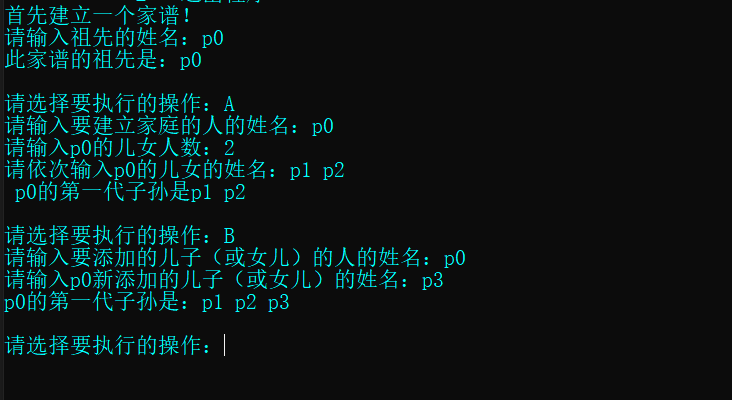 首先建立一个家谱！
请输入祖先的姓名：p0
此家谱的祖先是：p0
请选择要执行的操作：A
请输入要建立家庭的人的姓名：p0
请输入p0的儿女人数：2
请依次输入p0的儿女的姓名：p1 p2
p0的第一代子孙是p1 p2
请选择要执行的操作：B
请输入要添加的儿子（或女儿）的人的姓名：p0
请输入p0新添加的儿子（或女儿）的姓名：p3
p0的第一代子孙是：p1 p2 p3
请选择要执行的操作：